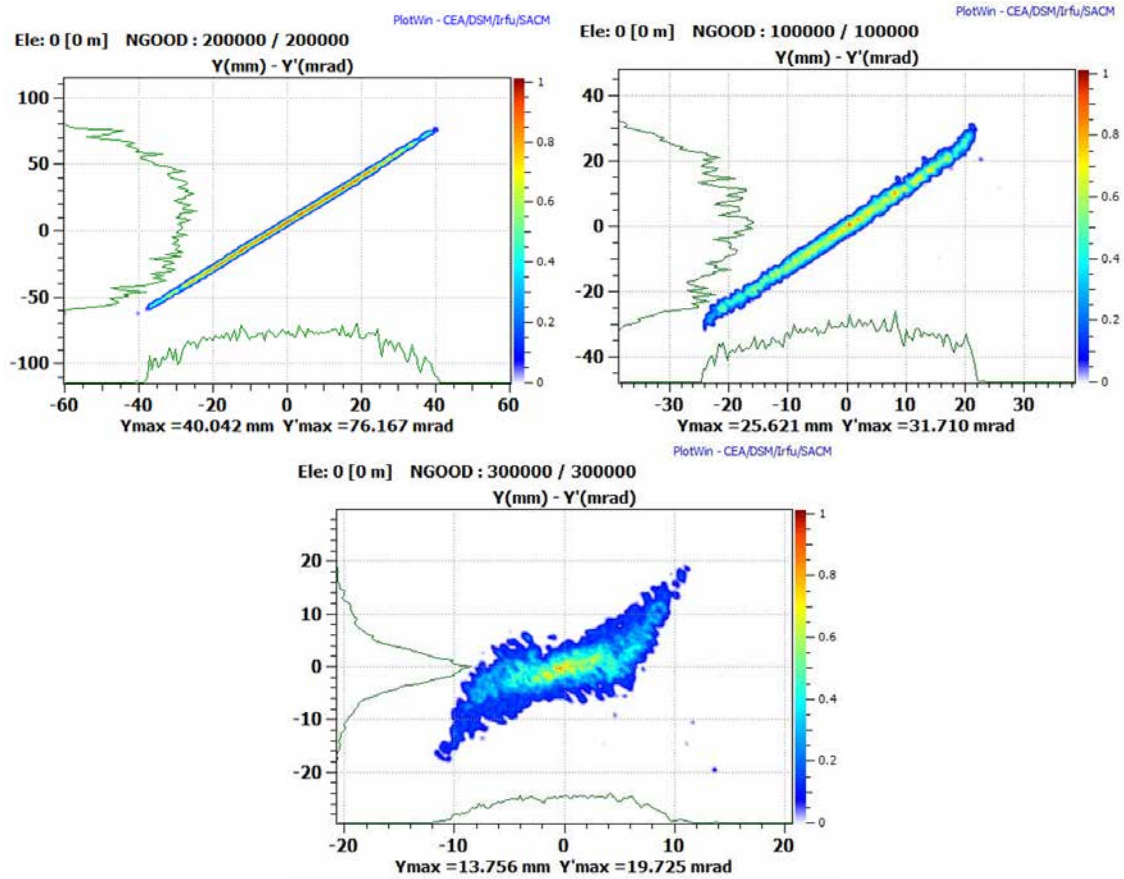 PlotWin - CEA/DSM/Irfu/SACM
Ele: 0 [0 m] NGOOD : 200000 / 200000
Y(mm) - Y'(mrad)
100
50
0
-50
-100
-60 -40 -20 0 20 40 60
1
0.8
0.6
0.4
0.2
0
Ymax =40.042 mm Y'max =76.167 mrad
PlotWin - CEA/DSM/Irfu/SACM
Ele: 0 [0 m] NGOOD : 100000 / 100000
Y(mm) - Y'(mrad)
40
20
0
-20
-40
-30 -20 -10 0 10 20 30
1
0.8
0.6
0.4
0.2
0
Ymax =25.621 mm Y'max =31.710 mrad
PlotWin - CEA/DSM/Irfu/SACM
Ele: 0 [0 m] NGOOD : 300000 / 300000
Y(mm) - Y'(mrad)
20
10
0
-10
-20
-20 -10 0 10 20
1
0.8
0.6
0.4
0.2
0
Ymax =13.756 mm Y'max =19.725 mrad